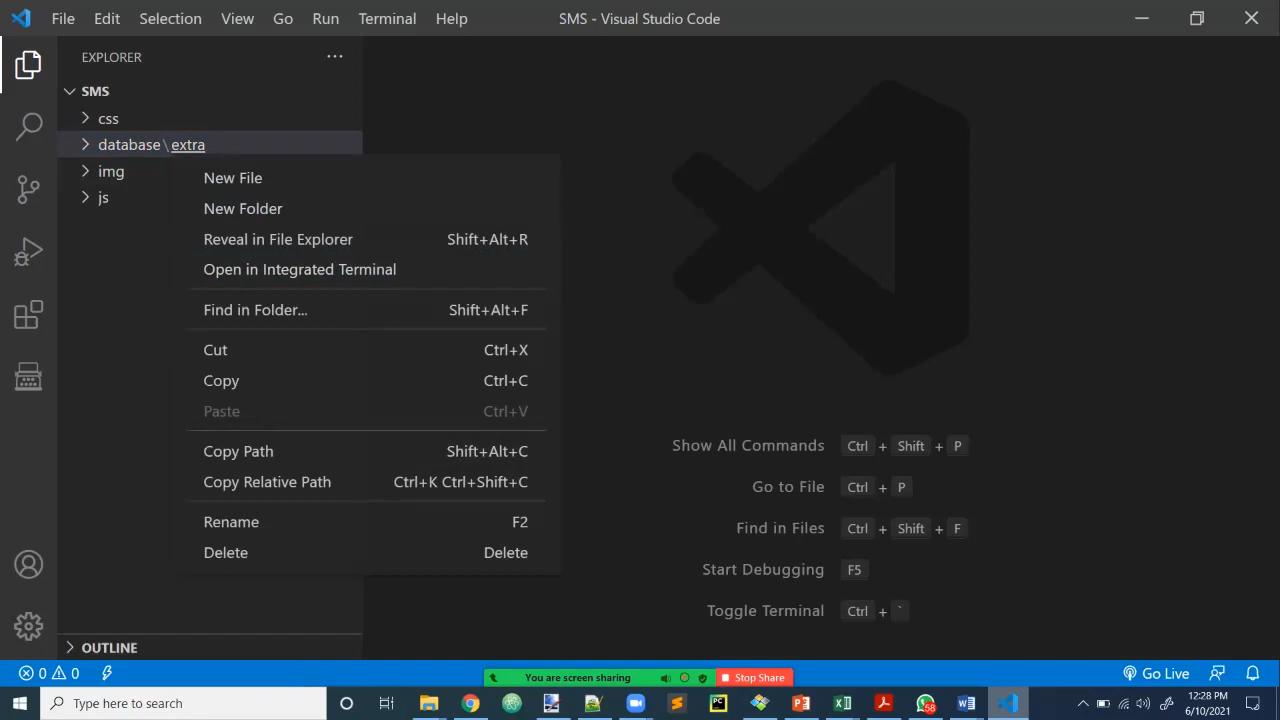 File Edit Selection View Go Run Terminal Help SMS - Visual Studio Code
EXPLORER ···
SMS
css
database\extra
img
js
New File
New Folder
Reveal in File Explorer Shift+Alt+R
Open in Integrated Terminal
Find in Folder... Shift+Alt+F
Cut Ctrl+X
Copy Ctrl+C
Paste Ctrl+V
Copy Path Shift+Alt+C
Copy Relative Path Ctrl+K Ctrl+Shift+C
Rename F2
Delete Delete
Show All Commands Ctrl + Shift + P
Go to File Ctrl + P
Find in Files Ctrl + Shift + F
Start Debugging F5
Toggle Terminal Ctrl + `
OUTLINE
0 0 Go Live
You are screen sharing Stop Share
Type here to search
PC
58
12:28 PM
6/10/2021